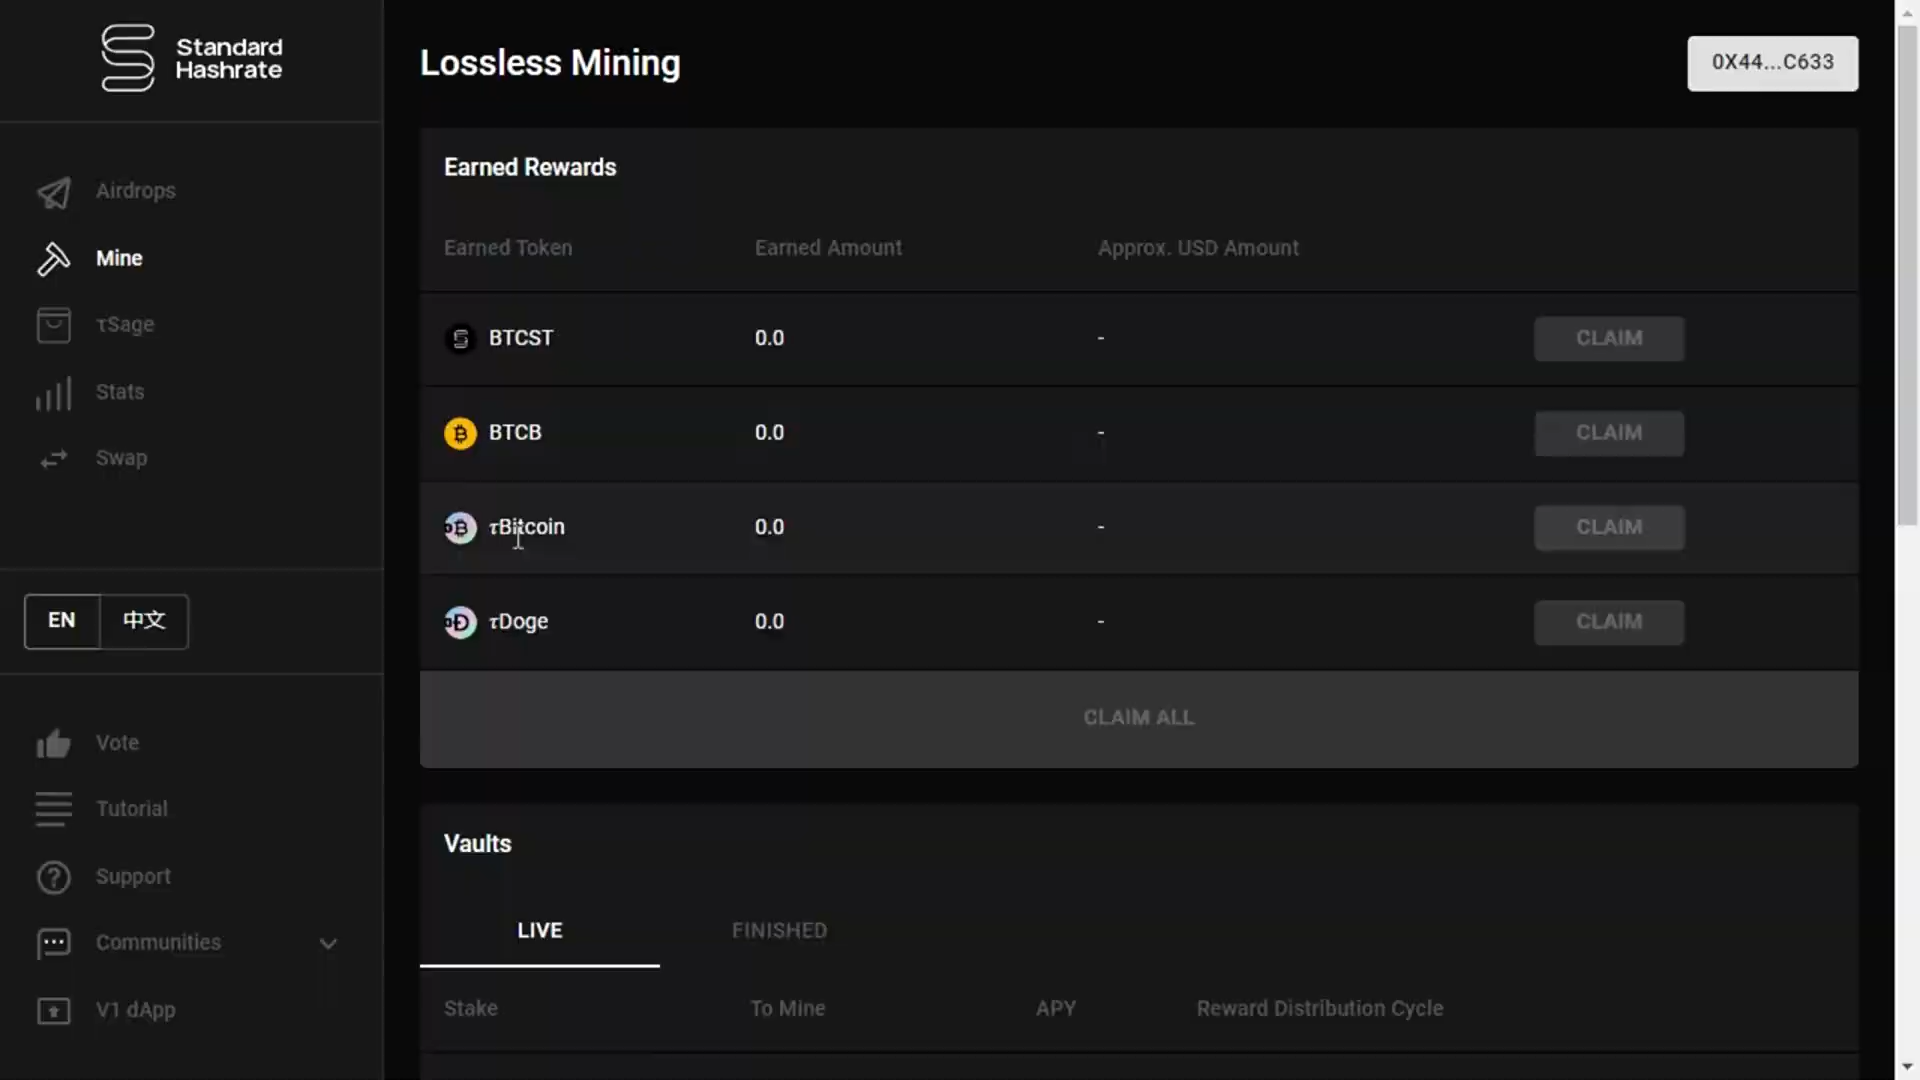 Standard
Hashrate
Lossless Mining
0X44...C633
Airdrops
Mine
τSage
Stats
Swap
EN 中文
Vote
Tutorial
Support
Communities
V1 dApp
Earned Rewards
Earned Token Earned Amount Approx. USD Amount
BTCST 0.0 - CLAIM
BTCB 0.0 - CLAIM
τBitcoin 0.0 - CLAIM
τDoge 0.0 - CLAIM
CLAIM ALL
Vaults
LIVE FINISHED
Stake To Mine APY Reward Distribution Cycle